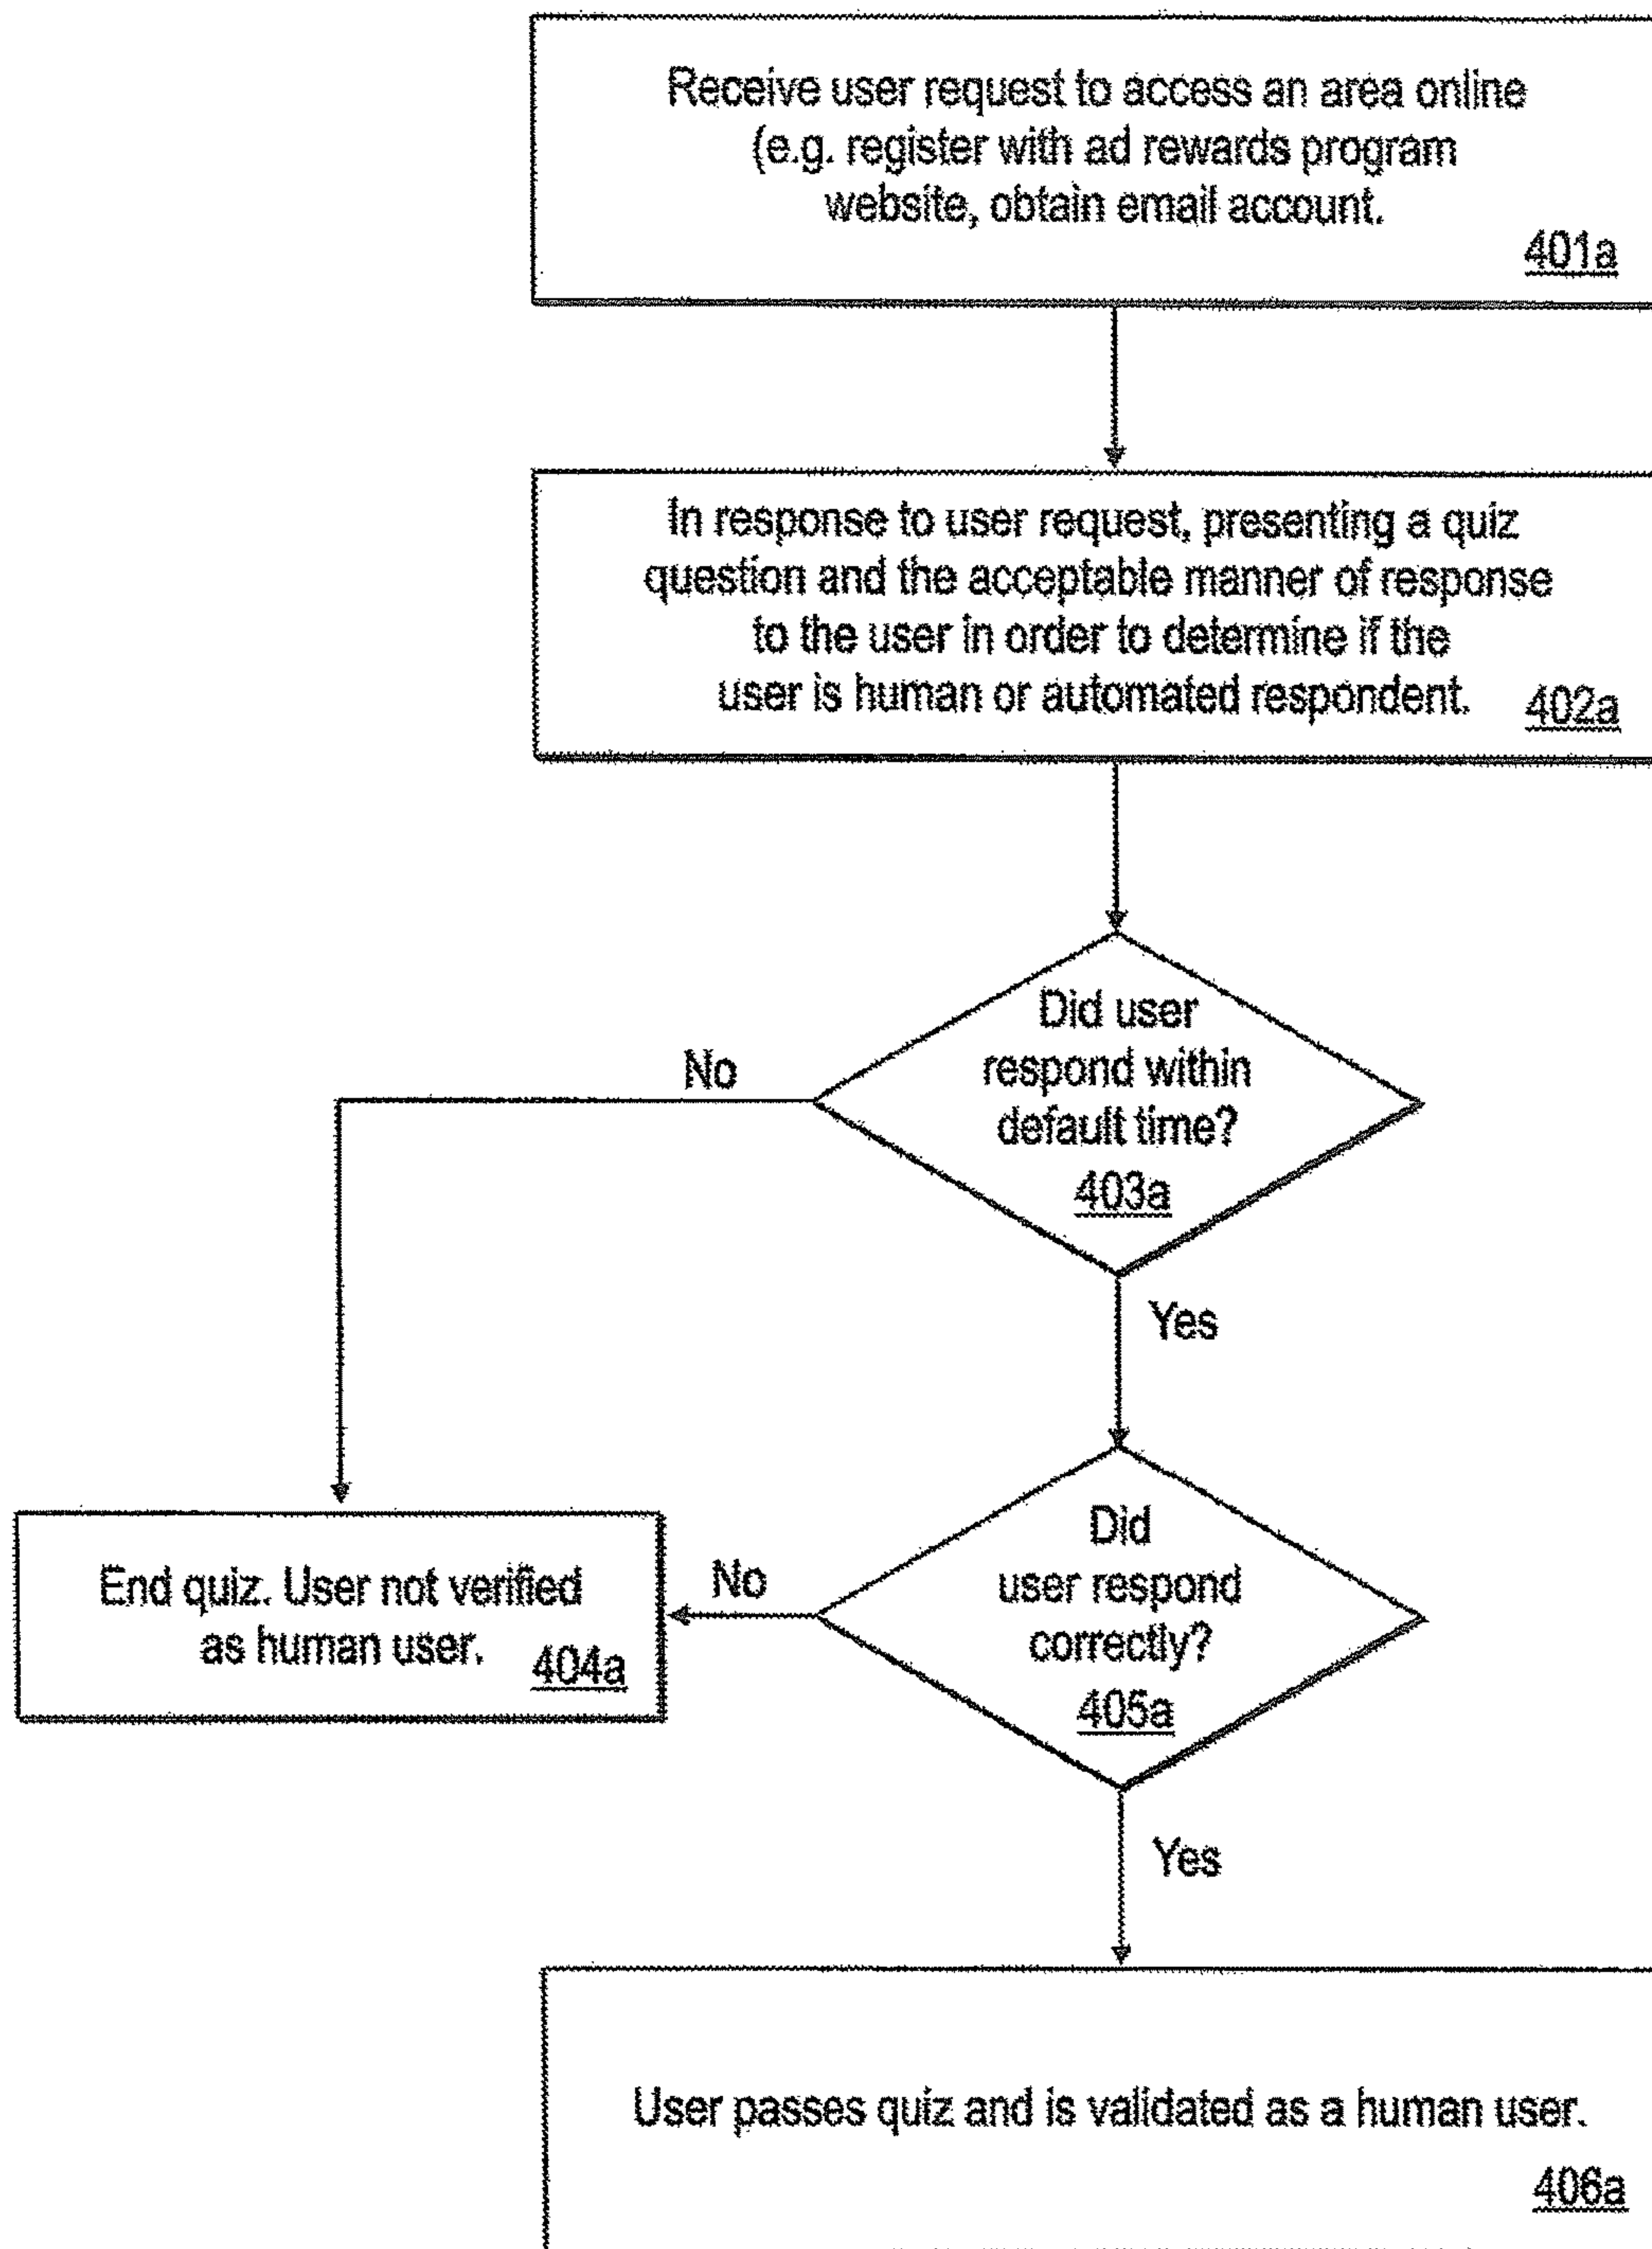 Receive user request to access an area online
(e.g. register with ad rewards program
website, obtain email account.
401a
In response to user request, presenting a quiz
question and the acceptable manner of response
to the user in order to determine if the
user is human or automated respondent.
402a
Did user
respond within
default time?
403a
No
Yes
Did
user respond
correctly?
405a
No
End quiz. User not verified
as human user.
404a
Yes
User passes quiz and is validated as a human user.
406a